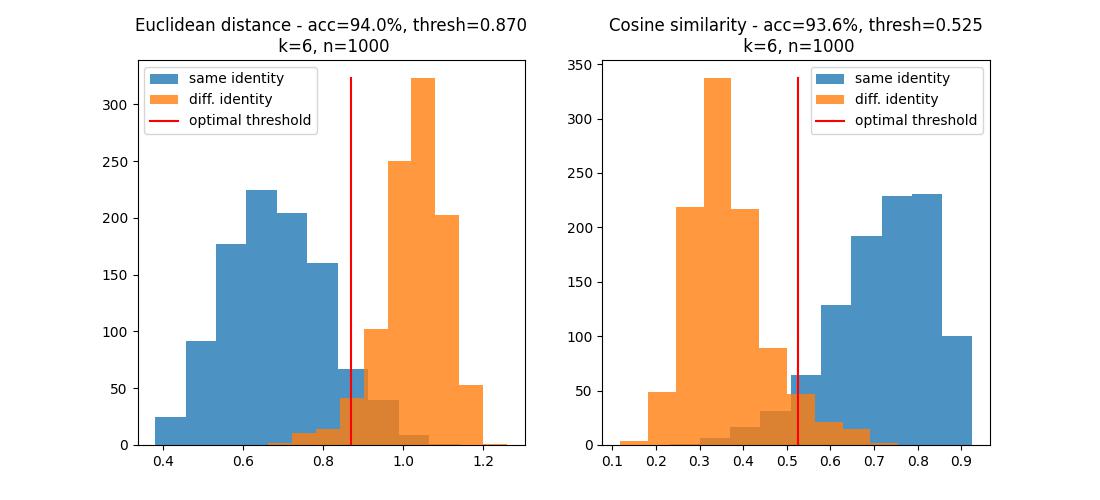 Euclidean distance - acc=94.0%, thresh=0.870
k=6, n=1000
same identity
diff. identity
optimal threshold
300
250
200
150
100
50
0
0.4 0.6 0.8 1.0 1.2
Cosine similarity - acc=93.6%, thresh=0.525
k=6, n=1000
same identity
diff. identity
optimal threshold
350
300
250
200
150
100
50
0
0.1 0.2 0.3 0.4 0.5 0.6 0.7 0.8 0.9